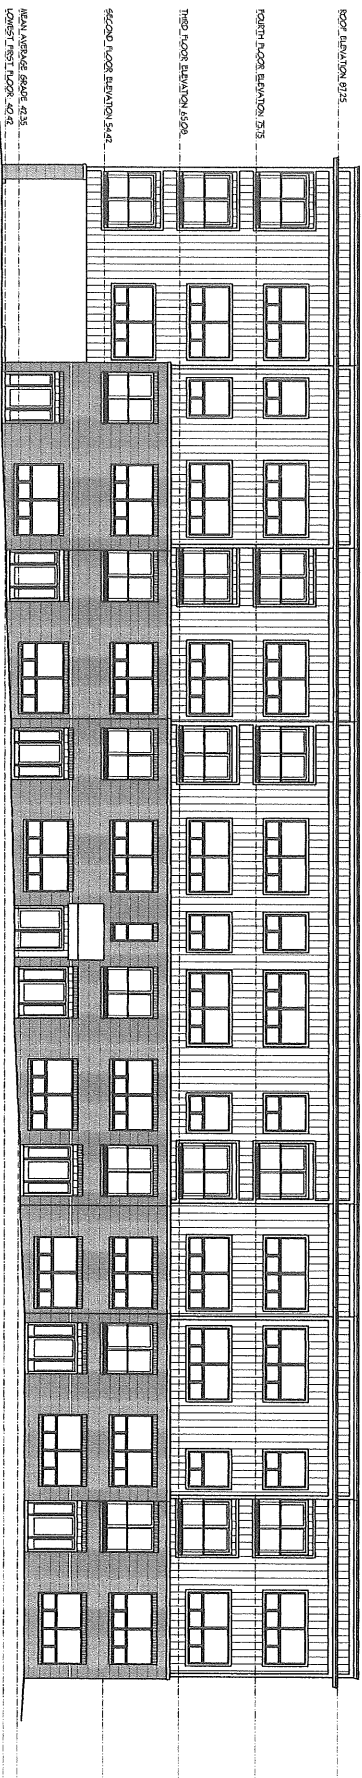 ROOF ELEVATION 87.25
FOURTH FLOOR ELEVATION 75.75
THIRD FLOOR ELEVATION 65.08
SECOND FLOOR ELEVATION 54.42
MEAN AVERAGE GRADE 42.35
LOWEST FIRST FLOOR 40.42